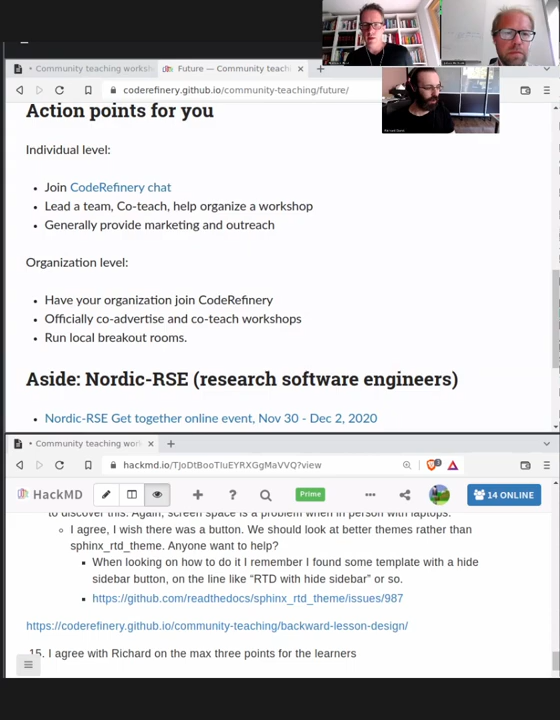 Community teaching worksh
Future — Community teachi
coderefinery.github.io/community-teaching/future/
Action points for you
Individual level:
• Join CodeRefinery chat
• Lead a team, Co-teach, help organize a workshop
• Generally provide marketing and outreach
Organization level:
• Have your organization join CodeRefinery
• Officially co-advertise and co-teach workshops
• Run local breakout rooms.
Aside: Nordic-RSE (research software engineers)
• Nordic-RSE Get together online event, Nov 30 - Dec 2, 2020
Community teaching wor
hackmd.io/TJoDtBooTIuEYRXGgMaVVQ?view
HackMD
Prime
14 ONLINE
to discover this. Again, screen space is a problem when in person with laptops.
I agree, I wish there was a button. We should look at better themes rather than
sphinx_rtd_theme. Anyone want to help?
When looking on how to do it I remember I found some template with a hide
sidebar button, on the line like “RTD with hide sidebar” or so.
https://github.com/readthedocs/sphinx_rtd_theme/issues/987
https://coderefinery.github.io/community-teaching/backward-lesson-design/
15. I agree with Richard on the max three points for the learners